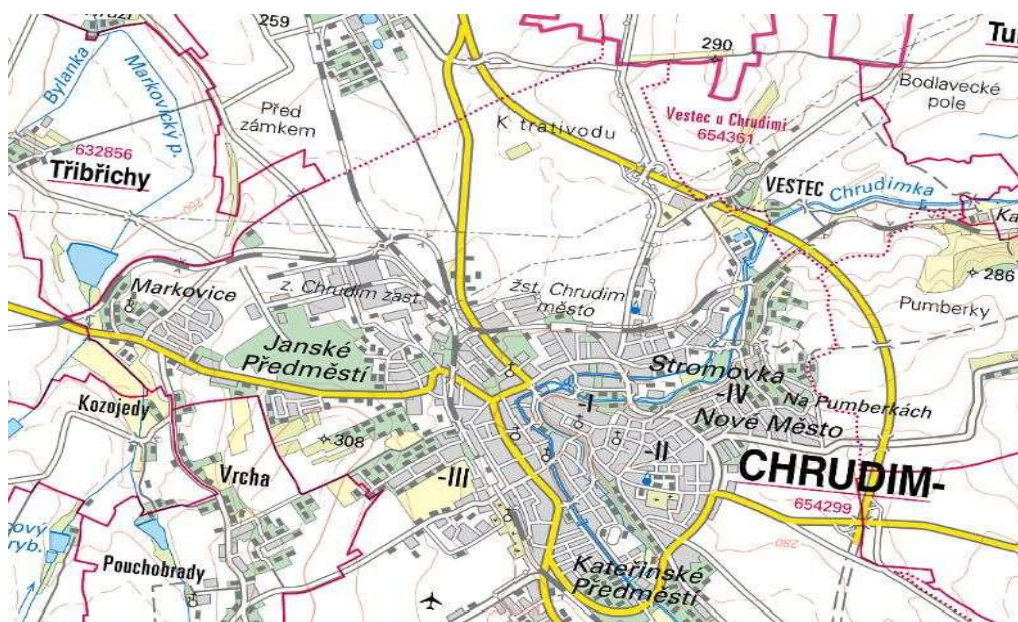 259
290
Bylanka
Markovický p.
Před
zámkem
K trativodu
Vestec u Chrudimi
654361
Bodlavecké
pole
632856
Třibřichy
VESTEC
Chrudimka
286
Markovice
z. Chrudim zast.
žst. Chrudim
město
Pumberky
Janské
Předměstí
Stromovka
-IV
Na Pumberkách
Nové Město
-I
Kozojedy
308
-II
-III
Vrcha
CHRUDIM-
654299
ryb.
Pouchobrady
280
Kateřinské
Předměstí